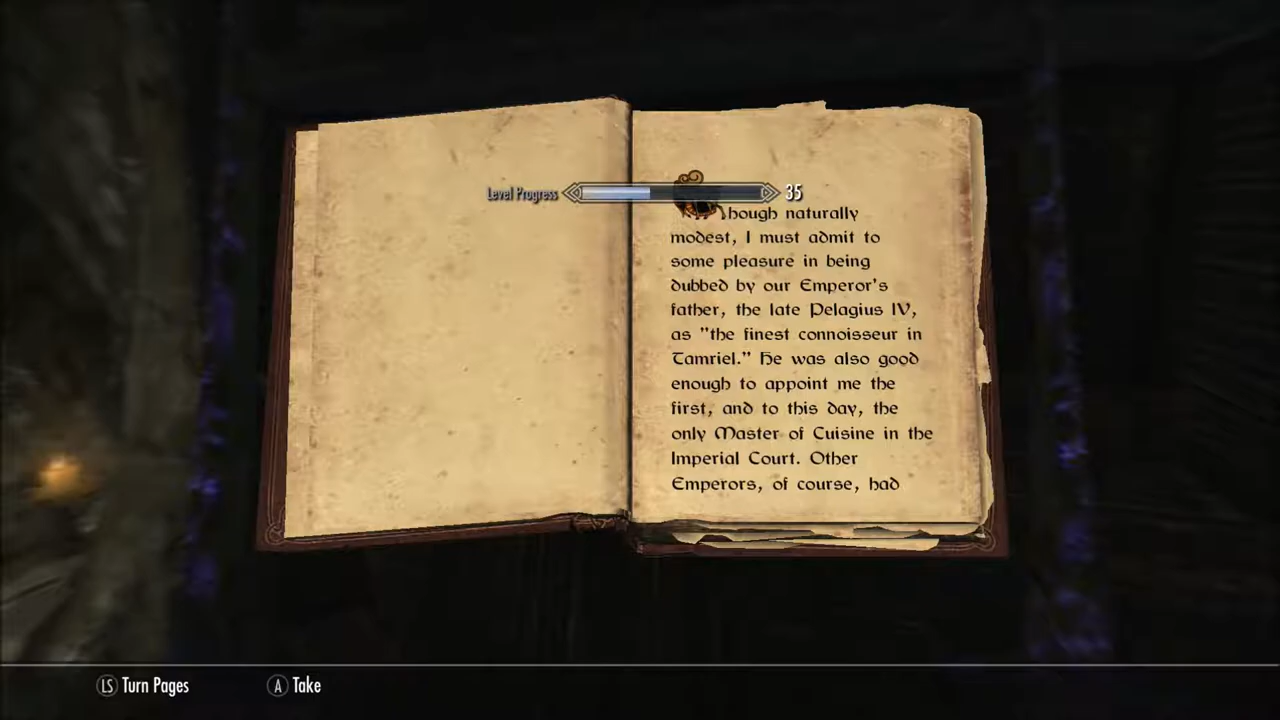 Level Progress 35
Though naturally
modest, I must admit to
some pleasure in being
dubbed by our Emperor's
father, the late Pelagius IV,
as "the finest connoisseur in
Tamriel." He was also good
enough to appoint me the
first, and to this day, the
only Master of Cuisine in the
Imperial Court. Other
Emperors, of course, had
LS Turn Pages
A Take